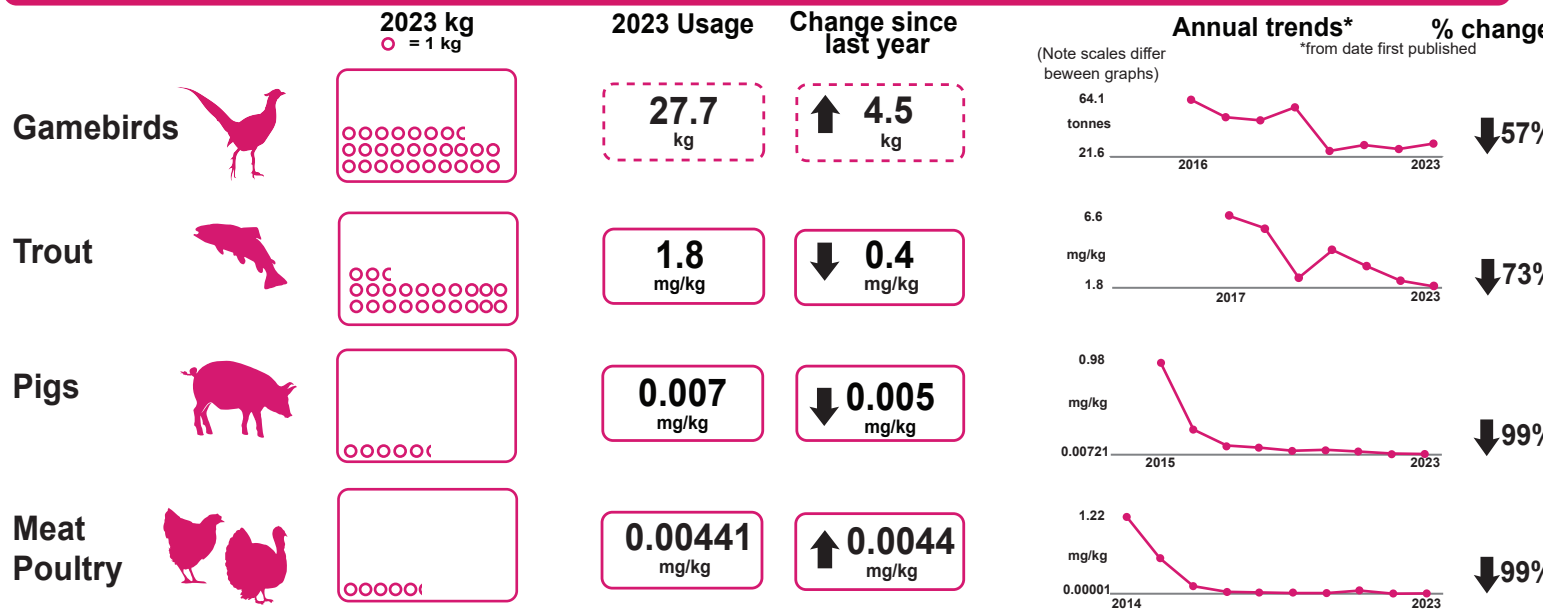 2023 kg
= 1 kg
2023 Usage
Change since
last year
Annual trends*
*from date first published
% change
(Note scales differ
beween graphs)
Gamebirds
27.7
kg
4.5
kg
64.1
tonnes
21.6
2016
2023
57%
Trout
1.8
mg/kg
0.4
mg/kg
6.6
mg/kg
1.8
2017
2023
73%
Pigs
0.007
mg/kg
0.005
mg/kg
0.98
mg/kg
0.00721
2015
2023
99%
Meat
Poultry
0.00441
mg/kg
0.0044
mg/kg
1.22
mg/kg
0.00001
2014
2023
99%